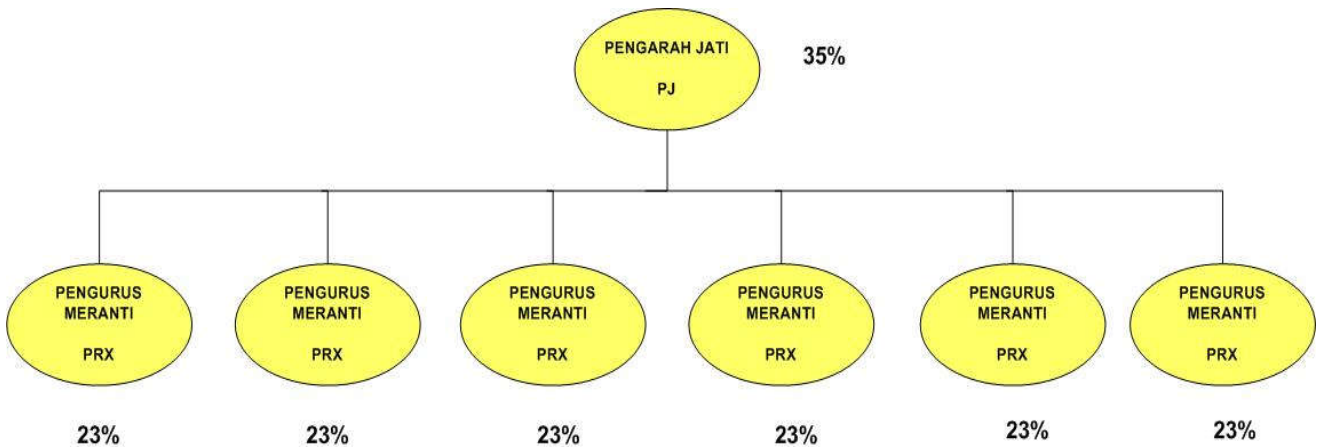 PENGARAH JATI
PJ
35%
PENGURUS
MERANTI
PRX
23%
PENGURUS
MERANTI
PRX
23%
PENGURUS
MERANTI
PRX
23%
PENGURUS
MERANTI
PRX
23%
PENGURUS
MERANTI
PRX
23%
PENGURUS
MERANTI
PRX
23%